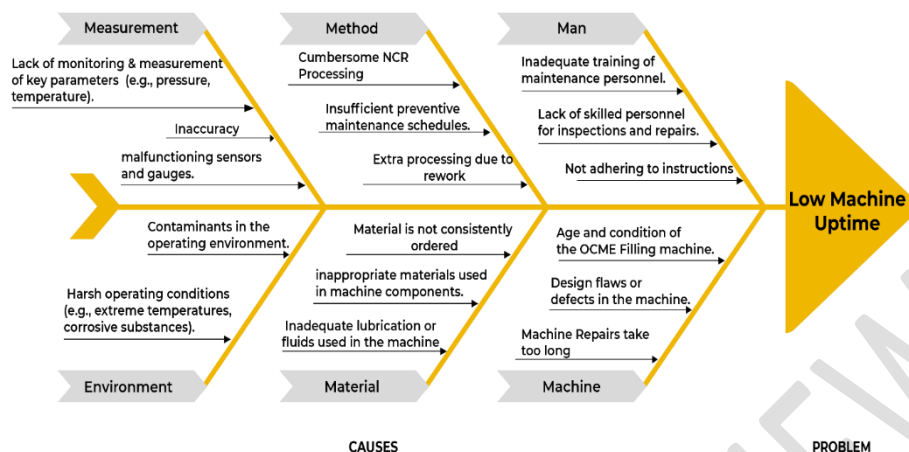 Measurement
Method
Man
Lack of monitoring & measurement
of key parameters (e.g., pressure,
temperature).
Inaccuracy
malfunctioning sensors
and gauges.
Cumbersome NCR
Processing
Insufficient preventive
maintenance schedules.
Extra processing due to
rework
Inadequate training of
maintenance personnel.
Lack of skilled personnel
for inspections and repairs.
Not adhering to instructions
Low Machine
Uptime
Contaminants in the
operating environment.
Harsh operating conditions
(e.g., extreme temperatures,
corrosive substances).
Material is not consistently
ordered
inappropriate materials used
in machine components.
Inadequate lubrication or
fluids used in the machine
Age and condition of
the OCME Filling machine.
Design flaws or
defects in the machine.
Machine Repairs take
too long
Environment
Material
Machine
CAUSES
PROBLEM